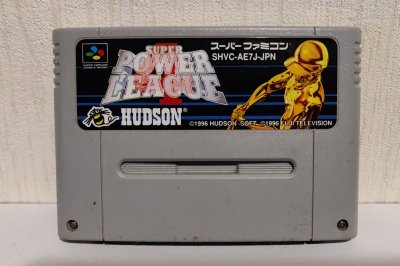 SUPER
POWER
LEAGUE
4
スーパーファミコン
SHVC-AE7J-JPN
HUDSON®
©1996 HUDSON SOFT ©1996 FUJI TELEVISION